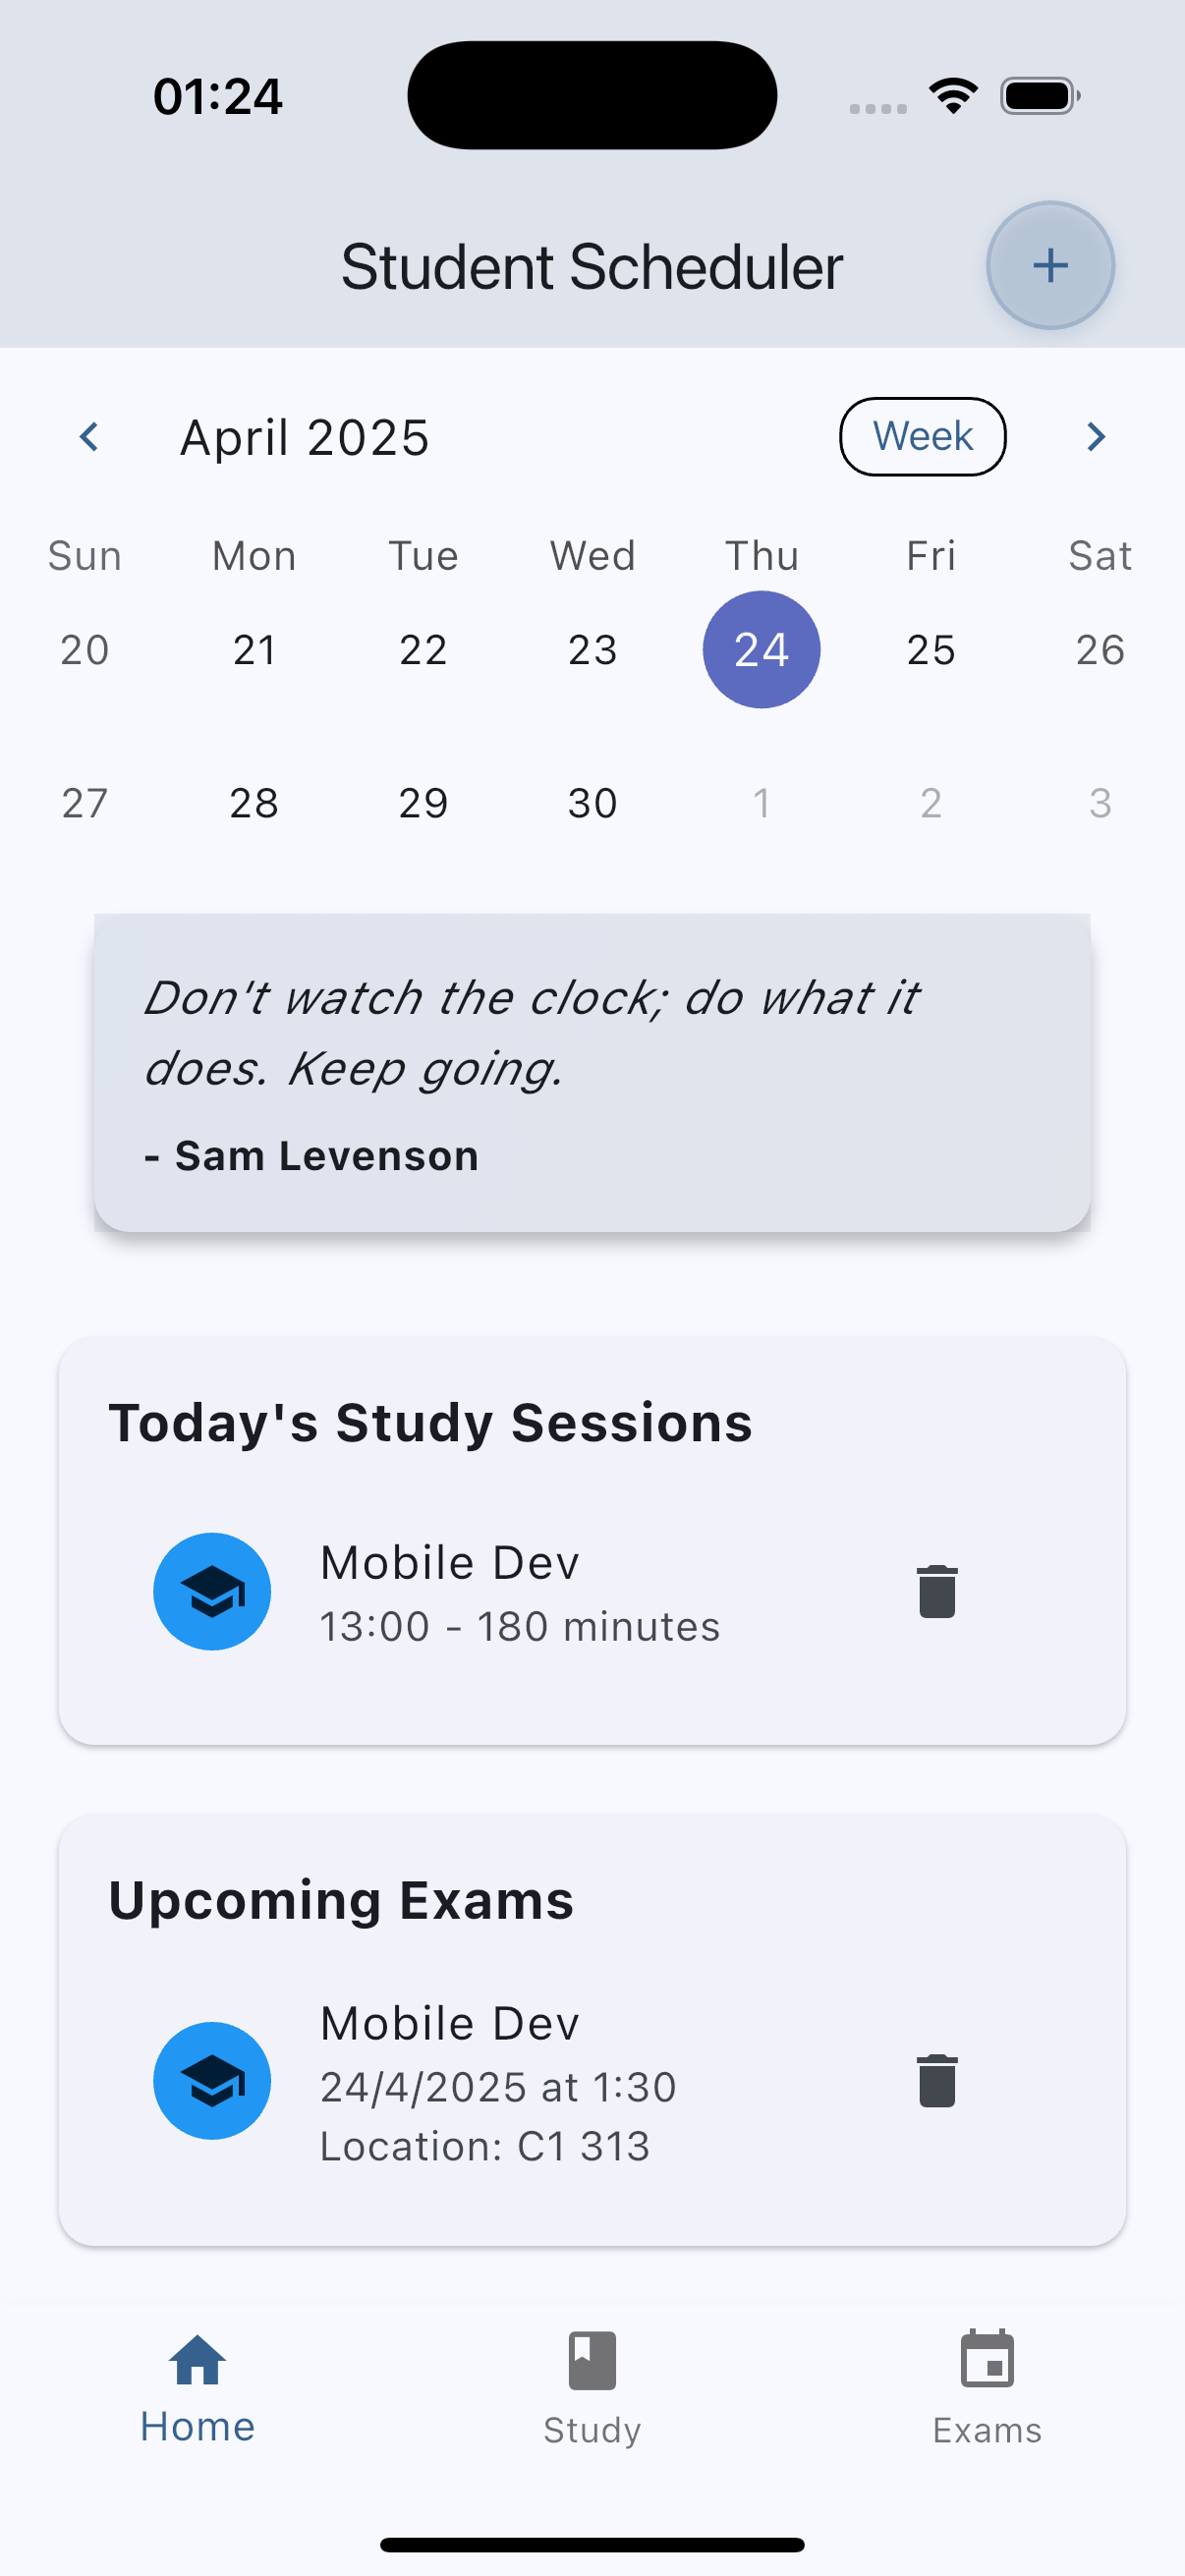 01:24
Student Scheduler
+
April 2025
Week
Sun Mon Tue Wed Thu Fri Sat
20 21 22 23 24 25 26
27 28 29 30 1 2 3
Don't watch the clock; do what it
does. Keep going.
- Sam Levenson
Today's Study Sessions
Mobile Dev
13:00 - 180 minutes
Upcoming Exams
Mobile Dev
24/4/2025 at 1:30
Location: C1 313
Home Study Exams